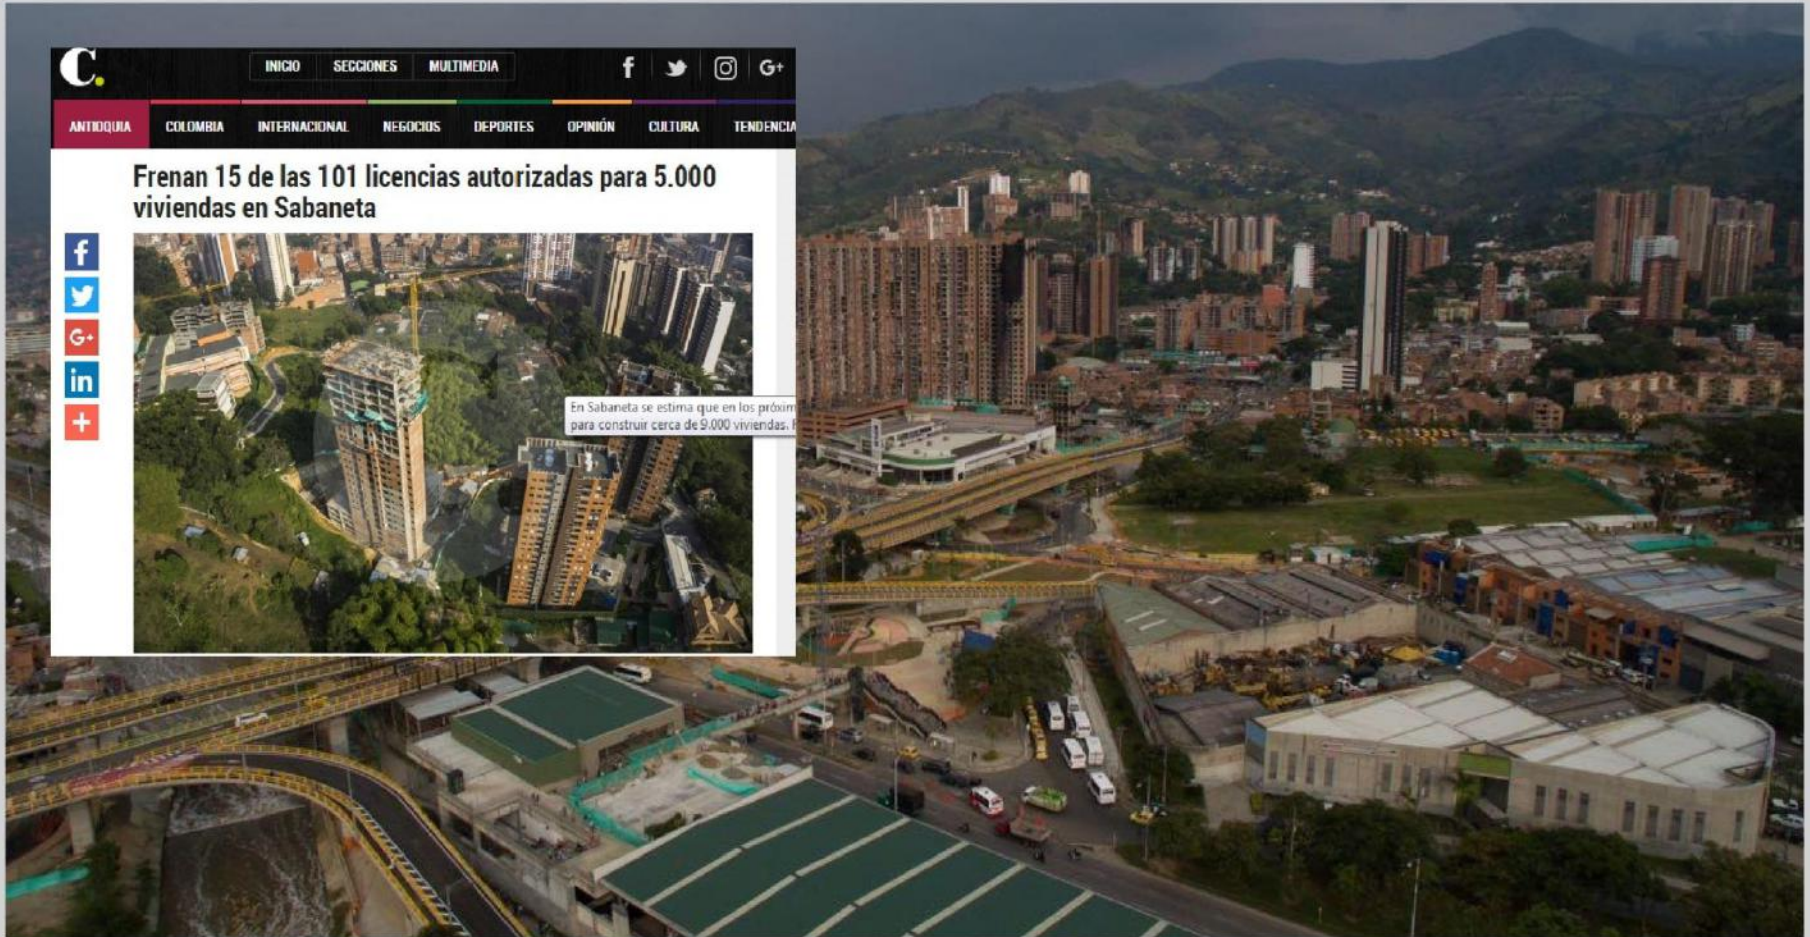 C.
INICIO SECCIONES MULTIMEDIA
ANTIOQUIA COLOMBIA INTERNACIONAL NEGOCIOS DEPORTES OPINIÓN CULTURA TENDENCIA
Frenan 15 de las 101 licencias autorizadas para 5.000
viviendas en Sabaneta
f
G+
in
+
En Sabaneta se estima que en los próxim
para construir cerca de 9.000 viviendas.